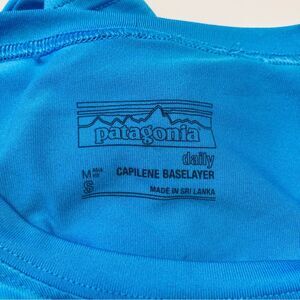 patagonia
daily
M CAPILENE BASELAYER
S
MADE IN SRI LANKA